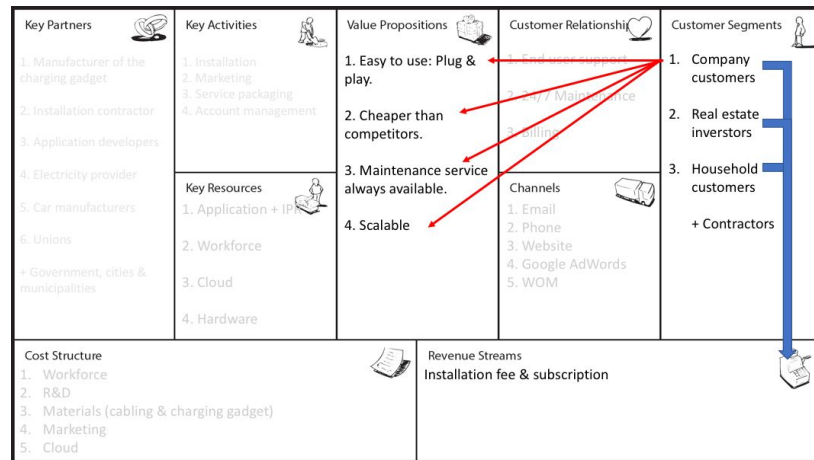 Key Partners
1. Manufacturer of the
charging gadget
2. Installation contractor
3. Application developers
4. Electricity provider
5. Car manufacturers
6. Unions
+ Government, cities &
municipalities
Key Activities
1. Installation
2. Marketing
3. Service packaging
4. Account management
Key Resources
1. Application + IPR
2. Workforce
3. Cloud
4. Hardware
Value Propositions
1. Easy to use: Plug &
play.
2. Cheaper than
competitors.
3. Maintenance service
always available.
4. Scalable
Customer Relationship
1. End user support
2. 24/7 Maintenance
3. Billing
Channels
1. Email
2. Phone
3. Website
4. Google AdWords
5. WOM
Customer Segments
1. Company
customers
2. Real estate
inverstors
3. Household
customers
+ Contractors
Cost Structure
1. Workforce
2. R&D
3. Materials (cabling & charging gadget)
4. Marketing
5. Cloud
Revenue Streams
Installation fee & subscription